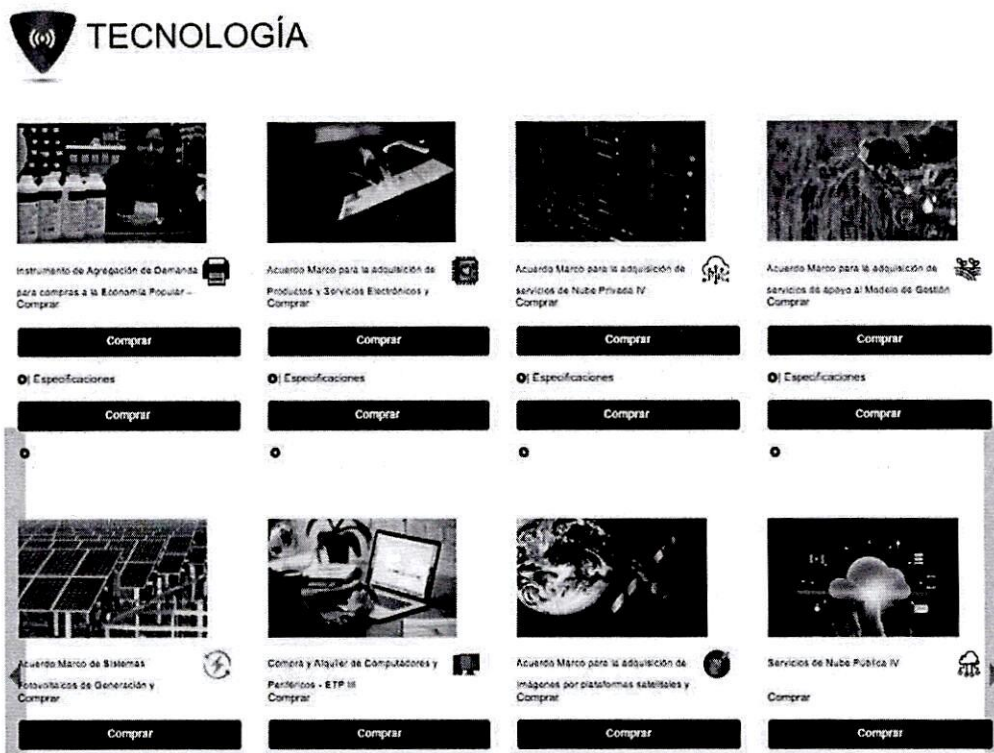 TECNOLOGÍA
Instrumento de Agregación de Demanda
para compras a la Economía Popular –
Comprar
Comprar
| Especificaciones
Comprar
Acuerdo Marco para la adquisición de
Productos y Servicios Electrónicos y
Comprar
Comprar
| Especificaciones
Comprar
Acuerdo Marco para la adquisición de
servicios de Nube Privada IV
Comprar
Comprar
| Especificaciones
Comprar
Acuerdo Marco para la adquisición de
servicios de apoyo al Modelo de Gestión
Comprar
Comprar
| Especificaciones
Comprar
Acuerdo Marco de Sistemas
Fotovoltaicos de Generación y
Comprar
Comprar
Compra y Alquiler de Computadores y
Periféricos - ETP III
Comprar
Comprar
Acuerdo Marco para la adquisición de
imágenes por plataformas satelitales y
Comprar
Comprar
Servicios de Nube Pública IV
Comprar
Comprar